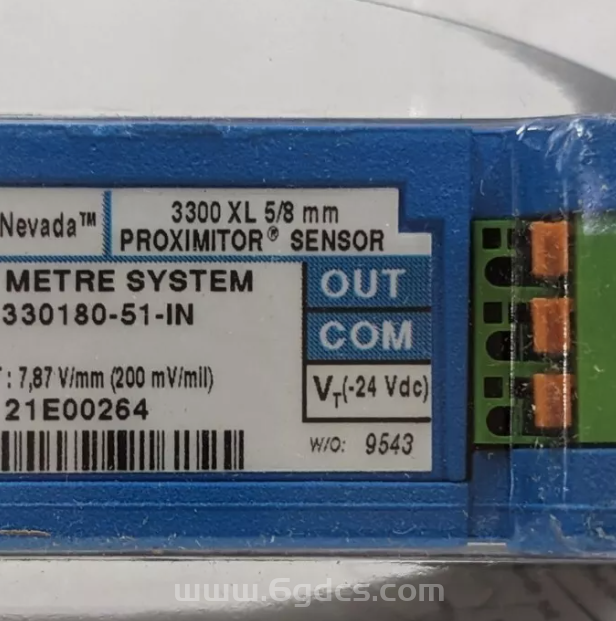 Nevada™
3300 XL 5/8 mm
PROXIMITOR® SENSOR
METRE SYSTEM
330180-51-IN
: 7,87 V/mm (200 mV/mil)
21E00264
OUT
COM
VT(-24 Vdc)
W/O: 9543
www.6gdcs.com